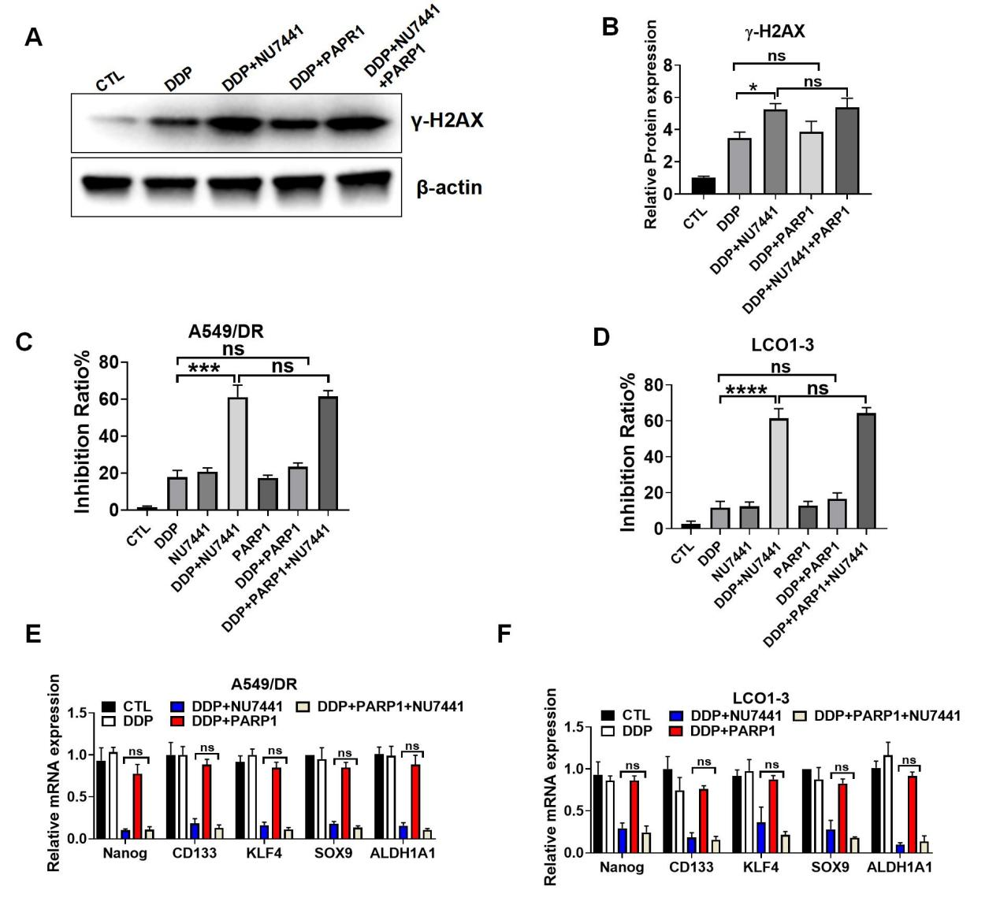 A
CTL
DDP
DDP+NU7441
DDP+PAPR1
DDP+NU7441
+PARP1
γ-H2AX
β-actin
B
γ-H2AX
Relative Protein expression
8
6
4
2
0
ns
*
ns
CTL
DDP
DDP+NU7441
DDP+PARP1
DDP+NU7441+PARP1
C
A549/DR
Inhibition Ratio%
80
60
40
20
0
ns
***
ns
CTL
DDP
NU7441
DDP+NU7441
PARP1
DDP+PARP1
DDP+PARP1+NU7441
D
LCO1-3
Inhibition Ratio%
80
60
40
20
0
ns
****
ns
CTL
DDP
NU7441
DDP+NU7441
PARP1
DDP+PARP1
DDP+PARP1+NU7441
E
A549/DR
CTL DDP+NU7441 DDP+PARP1+NU7441
DDP DDP+PARP1
Relative mRNA expression
1.5
1.0
0.5
0.0
ns ns ns ns ns
Nanog CD133 KLF4 SOX9 ALDH1A1
F
LCO1-3
CTL DDP+NU7441 DDP+PARP1+NU7441
DDP DDP+PARP1
Relative mRNA expression
1.5
1.0
0.5
0.0
ns ns ns ns ns
Nanog CD133 KLF4 SOX9 ALDH1A1